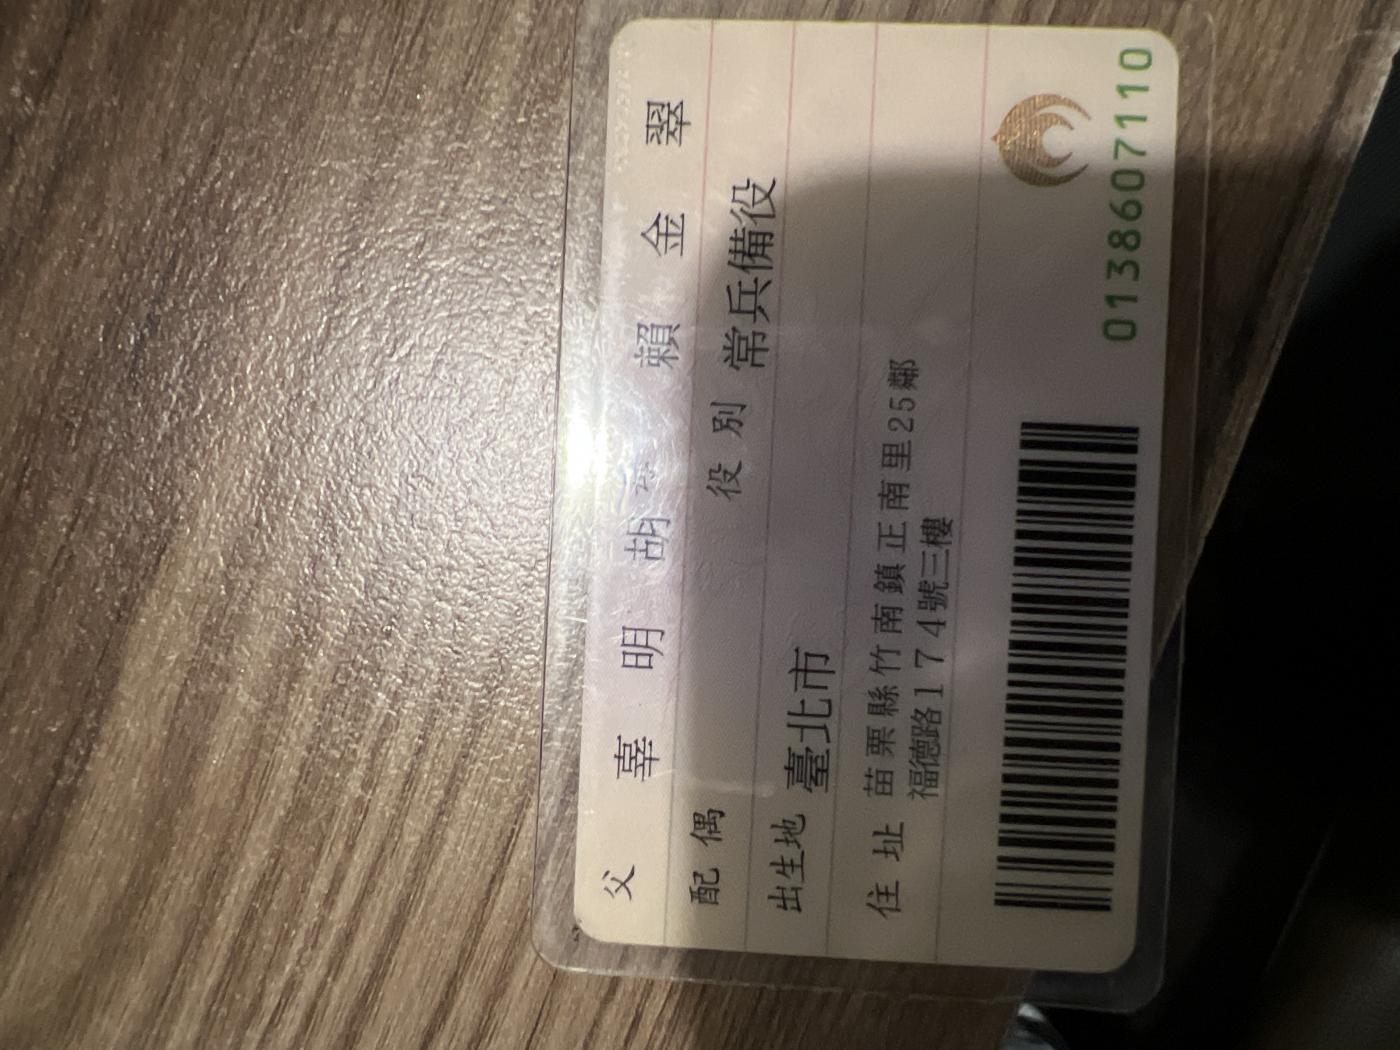 父 辜明胡 賴金翠
配偶 役別 常兵備役
出生地 臺北市
住址 苗栗縣竹南鎮正南里25鄰
福德路174號三樓
0138607110